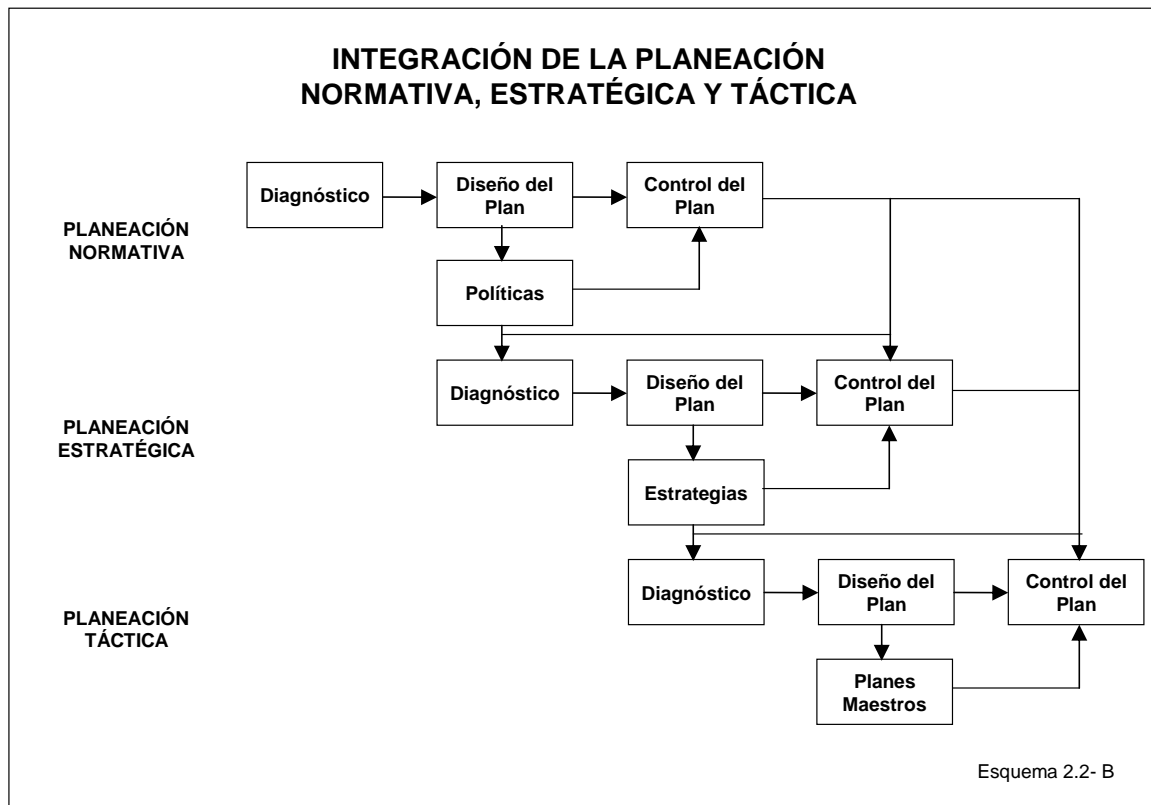 INTEGRACIÓN DE LA PLANEACIÓN
NORMATIVA, ESTRATÉGICA Y TÁCTICA
PLANEACIÓN
NORMATIVA
Diagnóstico
Diseño del
Plan
Control del
Plan
Políticas
PLANEACIÓN
ESTRATÉGICA
Diagnóstico
Diseño del
Plan
Control del
Plan
Estrategias
PLANEACIÓN
TÁCTICA
Diagnóstico
Diseño del
Plan
Control del
Plan
Planes
Maestros
Esquema 2.2- B